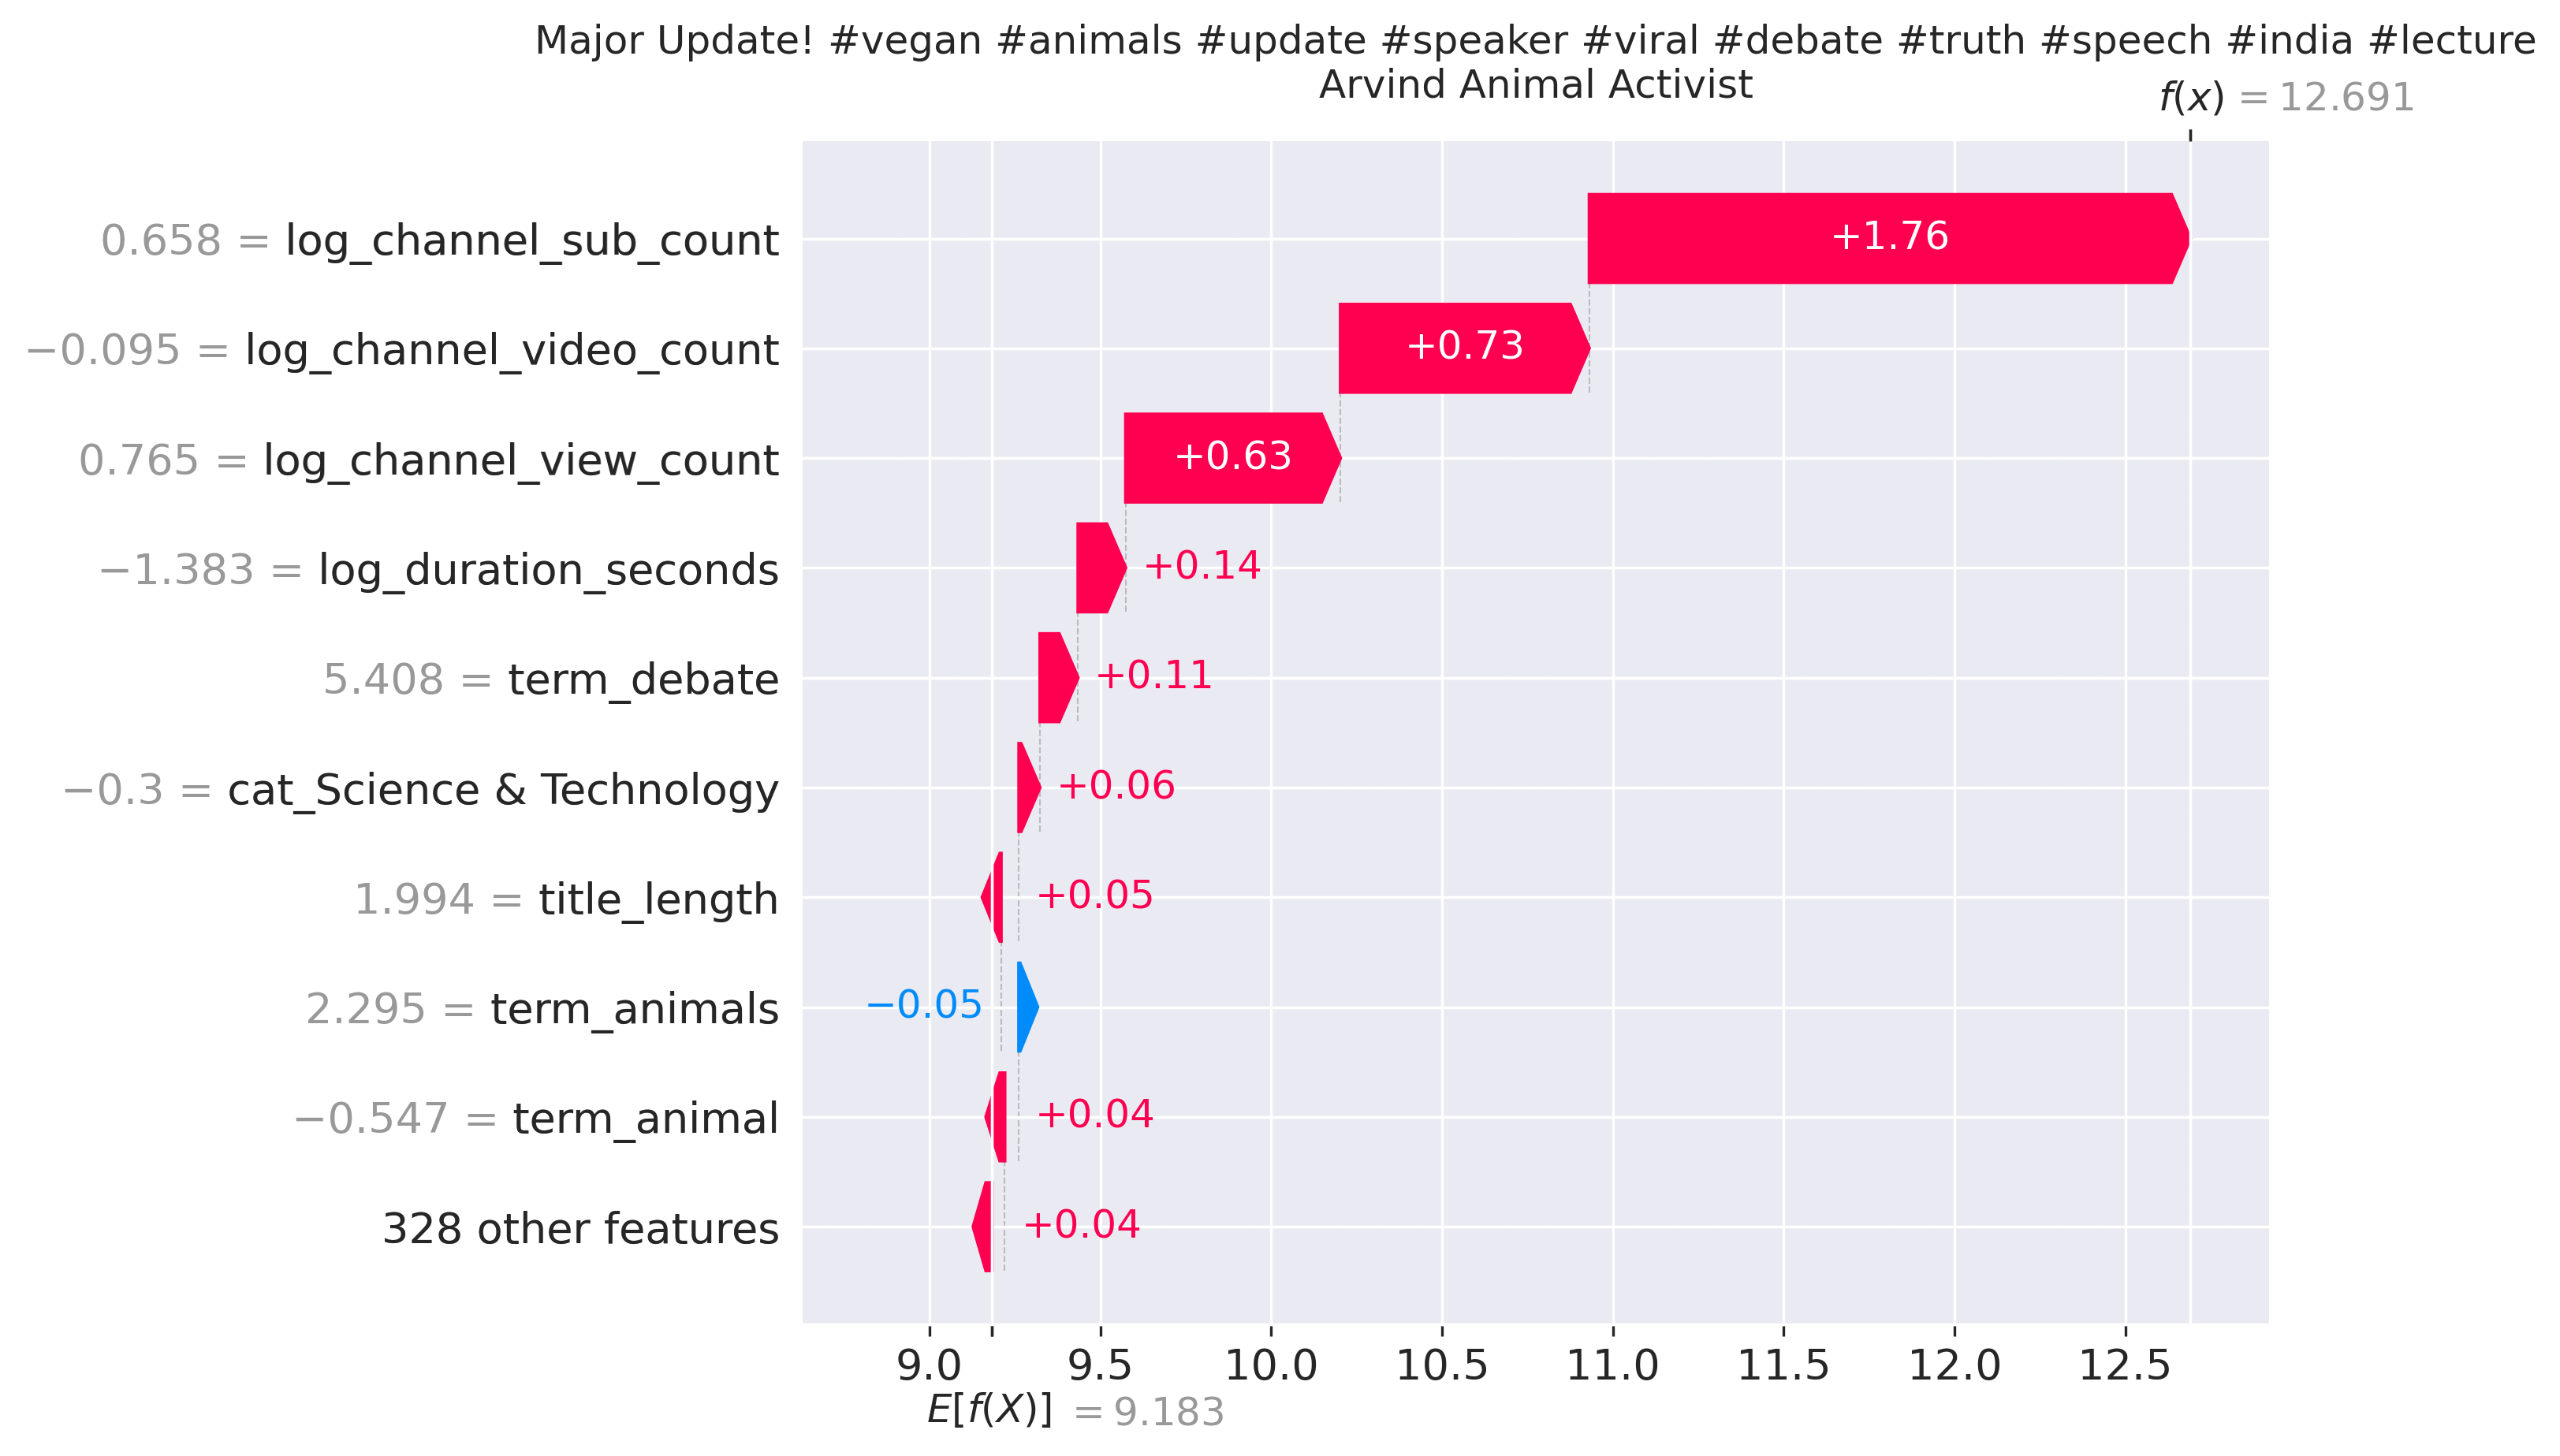 Major Update! #vegan #animals #update #speaker #viral #debate #truth #speech #india #lecture
Arvind Animal Activist
f(x) = 12.691
0.658 = log_channel_sub_count +1.76
−0.095 = log_channel_video_count +0.73
0.765 = log_channel_view_count +0.63
−1.383 = log_duration_seconds +0.14
5.408 = term_debate +0.11
−0.3 = cat_Science & Technology +0.06
1.994 = title_length +0.05
2.295 = term_animals −0.05
−0.547 = term_animal +0.04
328 other features +0.04
9.0 9.5 10.0 10.5 11.0 11.5 12.0 12.5
E[f(X)] = 9.183